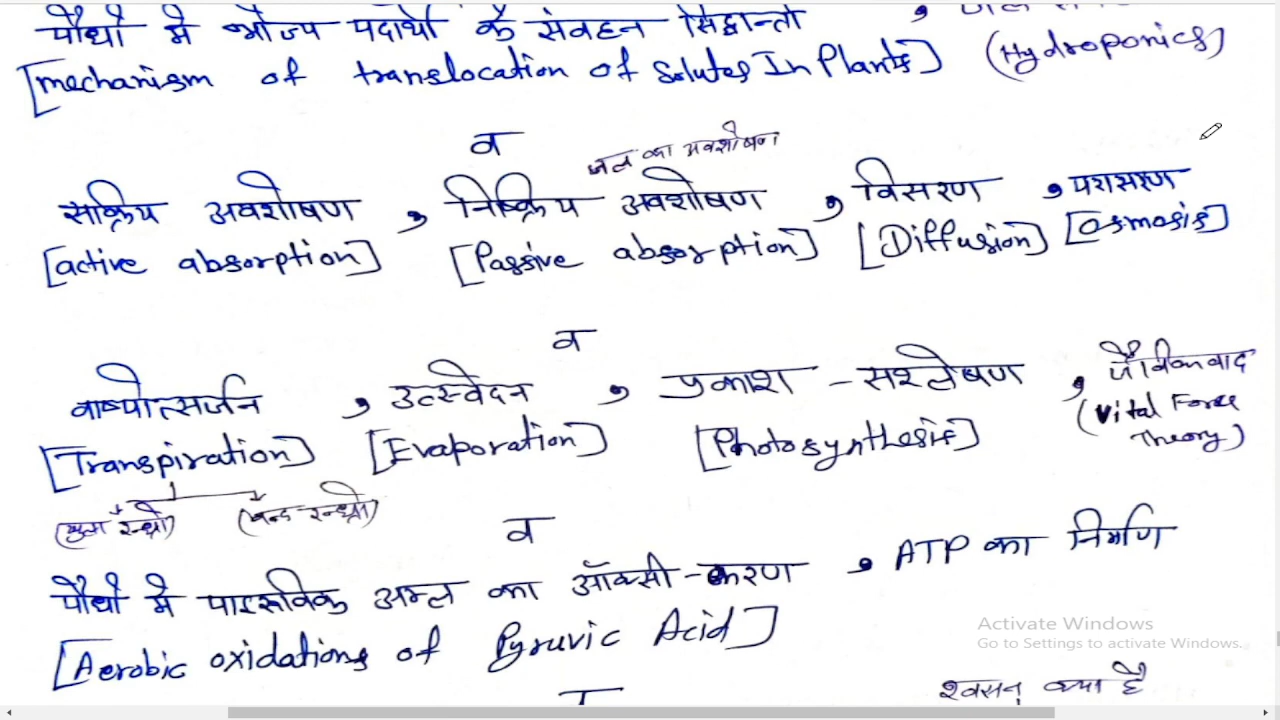 पौधों में भोज्य पदार्थों के संवहन सिद्धान्तो ,
[mechanism of translocation of Solutes In Plants] (Hydroponics)
व
जल का अवशोषण
सक्रिय अवशोषण , निष्क्रिय अवशोषण , विसरण , परासरण
[active absorption] [Passive absorption] [Diffusion] [osmosis]
व
वाष्पोत्सर्जन , उत्स्वेदन , प्रकाश - सश्लेषण , जैविकवाद
[Transpiration] [Evaporation] [Photosynthesis] (Vital Force Theory)
रन्ध्रो) रन्ध्रो)
व
पौधों में पाइरुविक अम्ल का ऑक्सी-करण , ATP का निर्माण
[Aerobic oxidations of Pyruvic Acid]
श्वसन् क्या है
Activate Windows
Go to Settings to activate Windows.